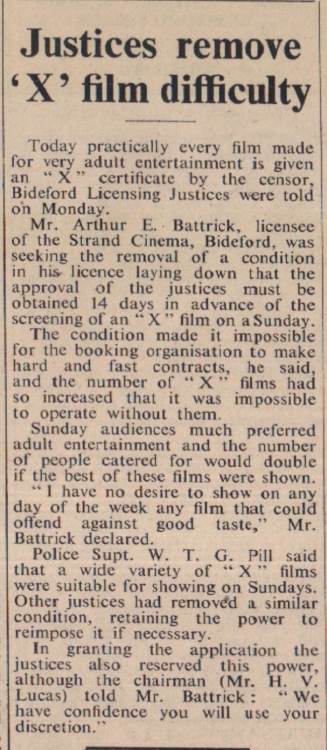 Justices remove
‘X’ film difficulty
Today practically every film made
for very adult entertainment is given
an “X” certificate by the censor,
Bideford Licensing Justices were told
on Monday.
Mr. Arthur E. Battrick, licensee
of the Strand Cinema, Bideford, was
seeking the removal of a condition
in his licence laying down that the
approval of the justices must be
obtained 14 days in advance of the
screening of an “X” film on a Sunday.
The condition made it impossible
for the booking organisation to make
hard and fast contracts, he said,
and the number of “X” films had
so increased that it was impossible
to operate without them.
Sunday audiences much preferred
adult entertainment and the number
of people catered for would double
if the best of these films were shown.
“I have no desire to show on any
day of the week any film that could
offend against good taste,” Mr.
Battrick declared.
Police Supt. W. T. G. Pill said
that a wide variety of “X” films
were suitable for showing on Sundays.
Other justices had removed a similar
condition, retaining the power to
reimpose it if necessary.
In granting the application the
justices also reserved this power,
although the chairman (Mr. H. V.
Lucas) told Mr. Battrick: “We
have confidence you will use your
discretion.”